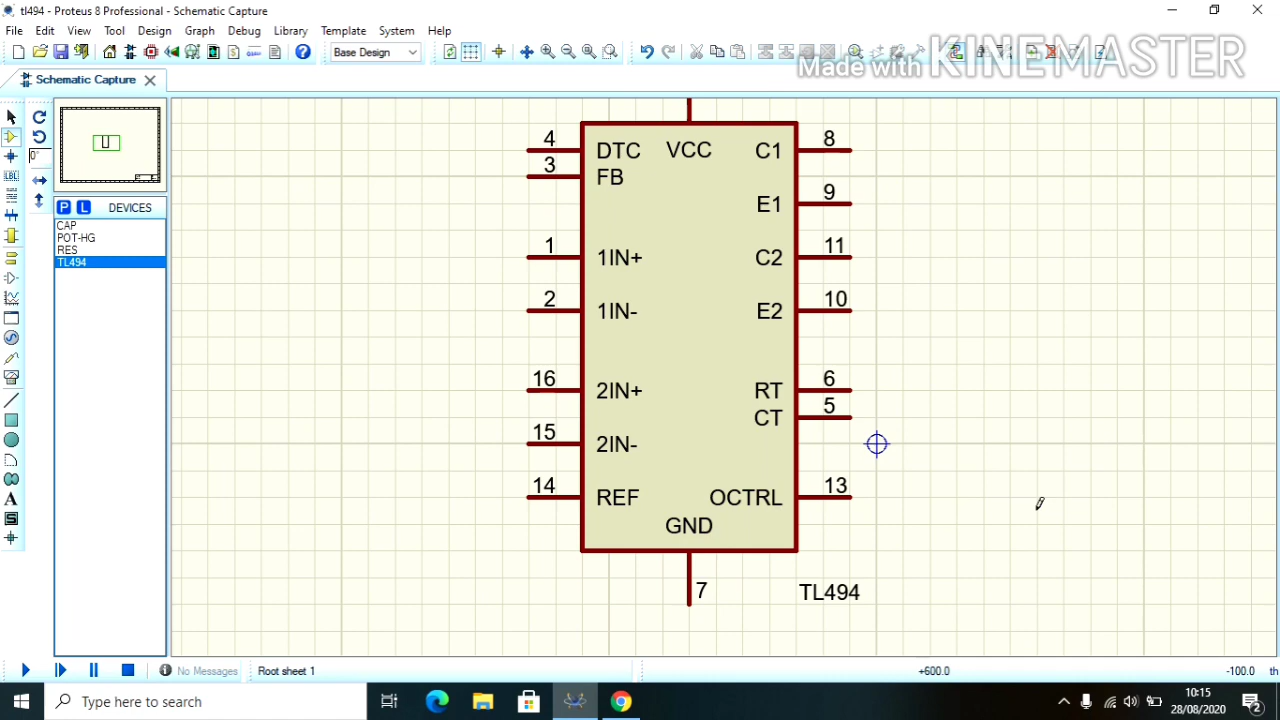 tl494 - Proteus 8 Professional - Schematic Capture
File Edit View Tool Design Graph Debug Library Template System Help
Base Design
Made with KINEMASTER
Schematic Capture
0°
P L DEVICES
CAP
POT-HG
RES
TL494
LBL
A
S
4 DTC VCC C1 8
3 FB
E1 9
1 1IN+ C2 11
2 1IN- E2 10
16 2IN+ RT 6
CT 5
15 2IN-
14 REF OCTRL 13
GND
7 TL494
No Messages Root sheet 1 +600.0 -100.0 th
Type here to search
10:15
28/08/2020
2